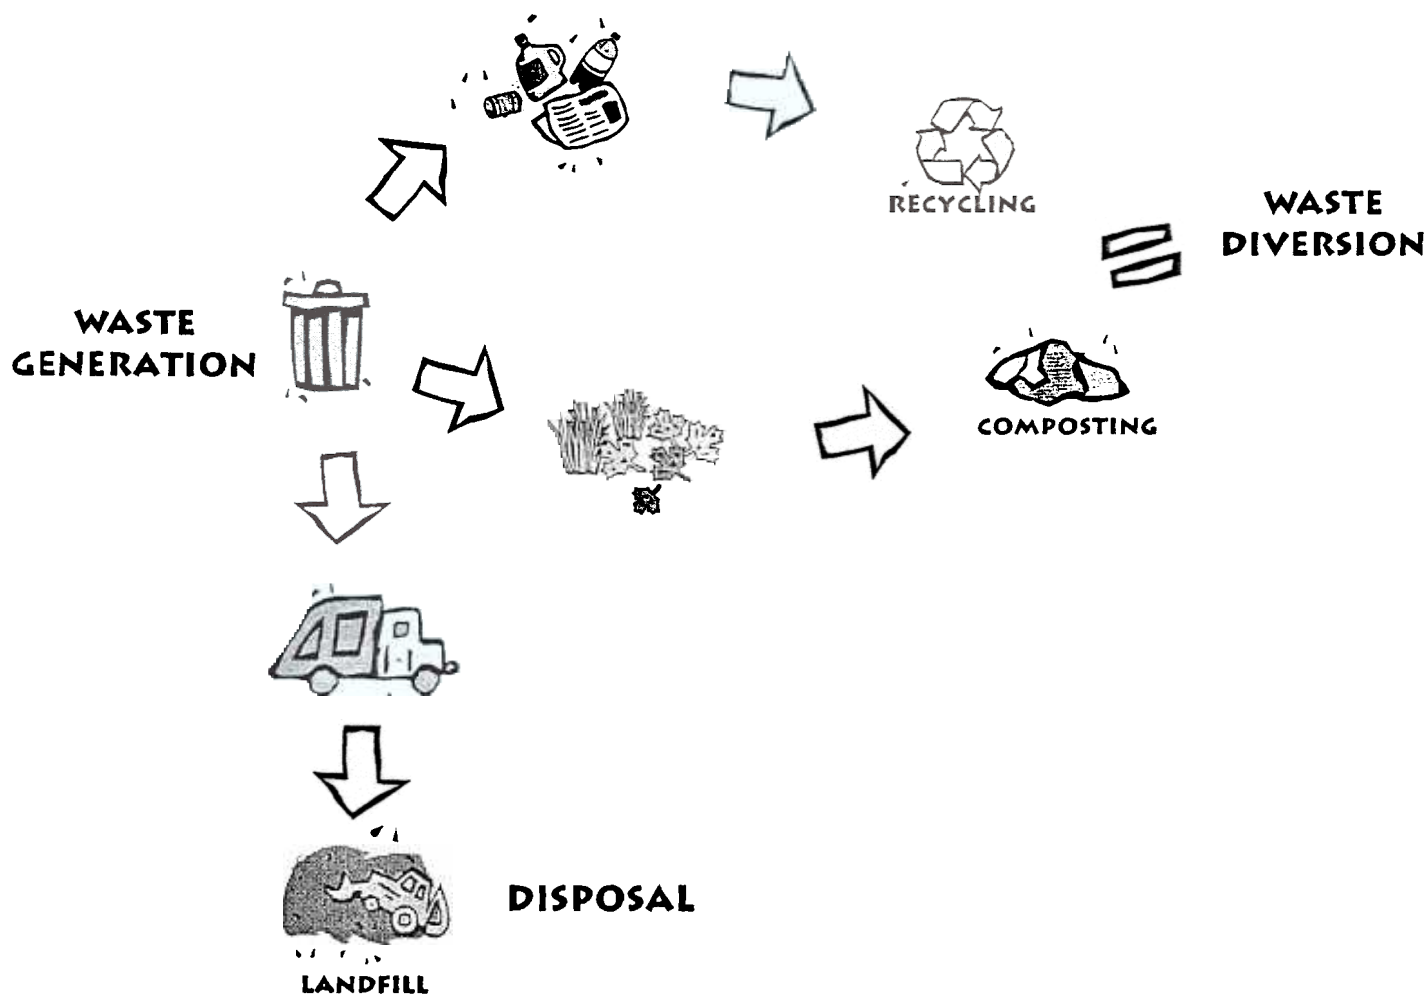 RECYCLING
WASTE
DIVERSION
WASTE
GENERATION
COMPOSTING
DISPOSAL
LANDFILL